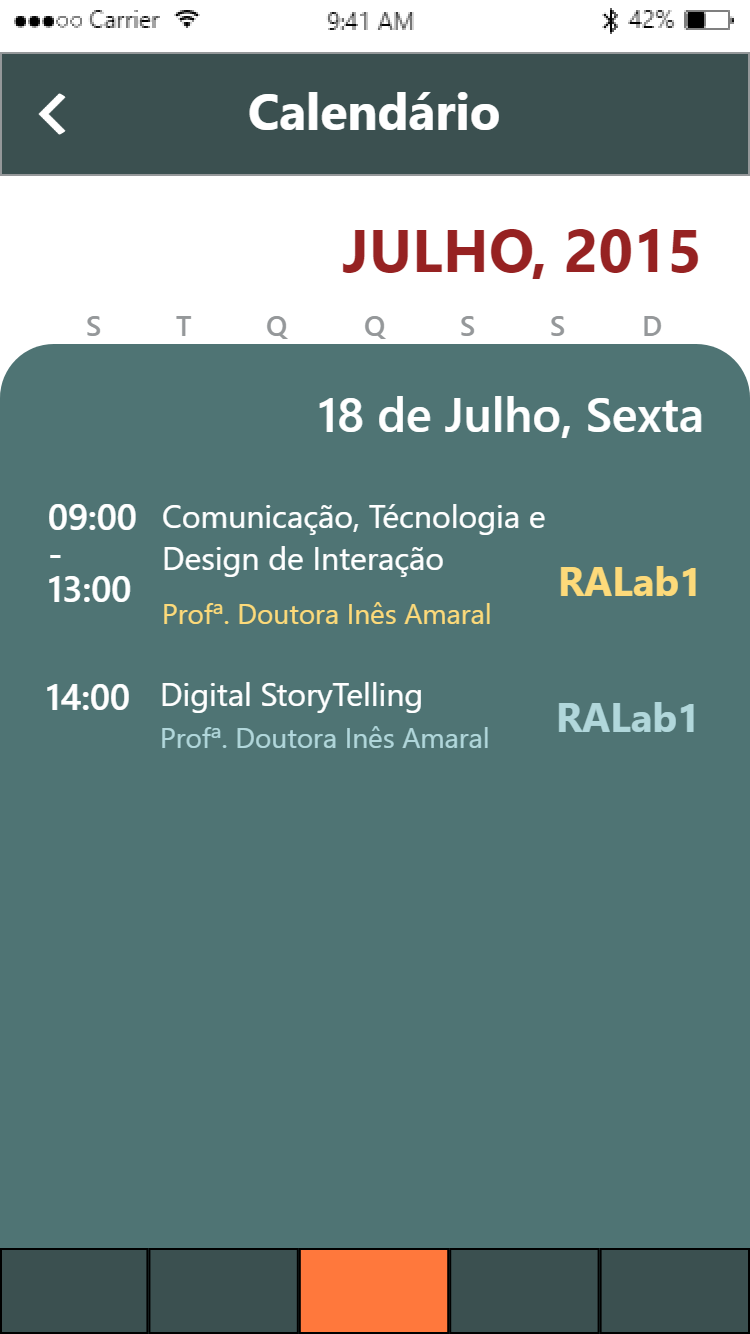 Carrier 9:41 AM 42%
Calendário
JULHO, 2015
S T Q Q S S D
18 de Julho, Sexta
09:00
-
13:00
Comunicação, Técnologia e
Design de Interação
Profª. Doutora Inês Amaral
RALab1
14:00
Digital StoryTelling
Profª. Doutora Inês Amaral
RALab1